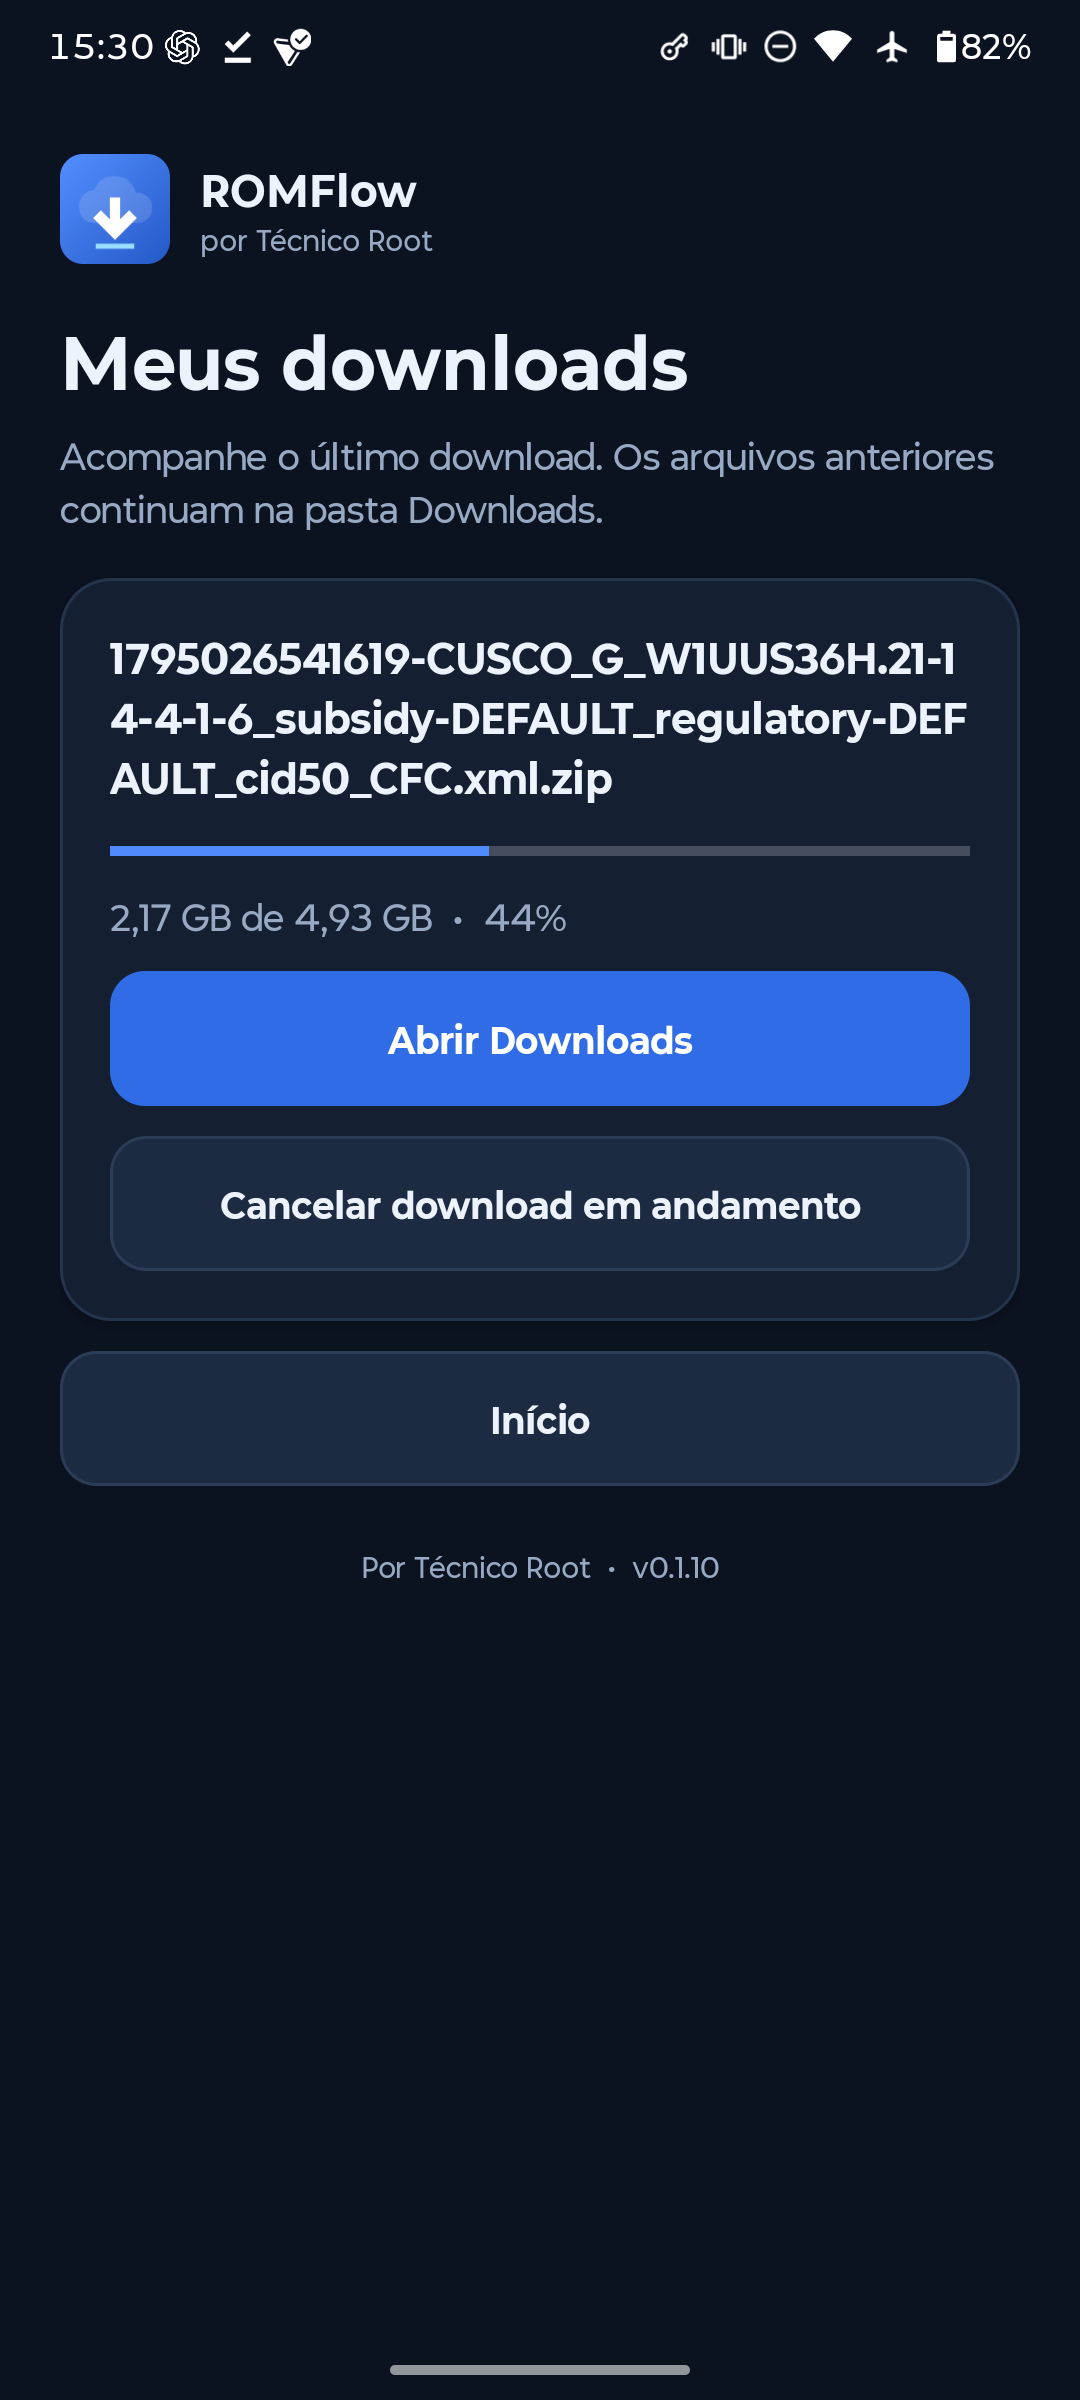 15:30
82%
ROMFlow
por Técnico Root
Meus downloads
Acompanhe o último download. Os arquivos anteriores
continuam na pasta Downloads.
1795026541619-CUSCO_G_W1UUS36H.21-1
4-4-1-6_subsidy-DEFAULT_regulatory-DEF
AULT_cid50_CFC.xml.zip
2,17 GB de 4,93 GB • 44%
Abrir Downloads
Cancelar download em andamento
Início
Por Técnico Root • v0.1.10